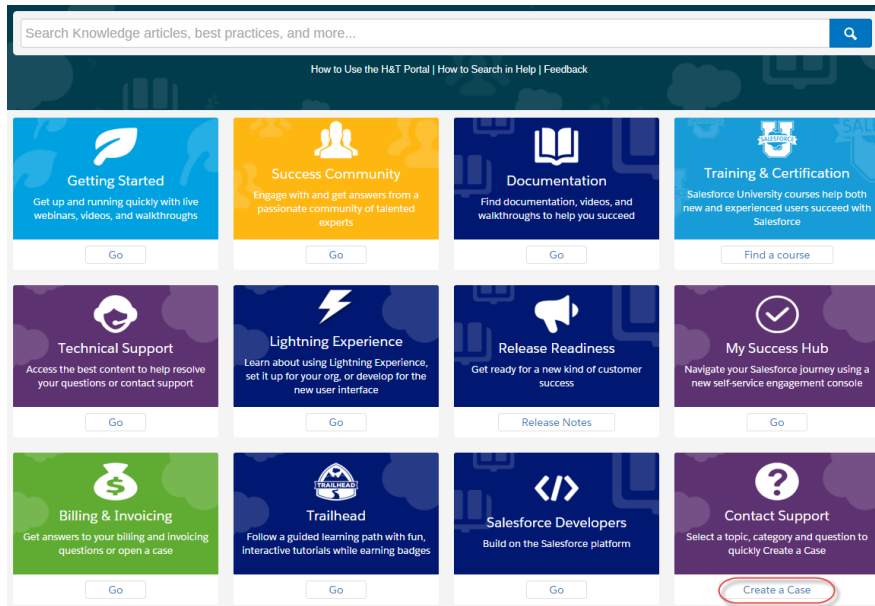 Search Knowledge articles, best practices, and more...
How to Use the H&T Portal | How to Search in Help | Feedback
Getting Started
Get up and running quickly with live
webinars, videos, and walkthroughs
Go
Success Community
Engage with and get answers from a
passionate community of talented
experts
Go
Documentation
Find documentation, videos, and
walkthroughs to help you succeed
Go
SALESFORCE
U
SAL
Training & Certification
Salesforce University courses help both
new and experienced users succeed with
Salesforce
Find a course
Technical Support
Access the best content to help resolve
your questions or contact support
Go
Lightning Experience
Learn about using Lightning Experience,
set it up for your org, or develop for the
new user interface
Go
Release Readiness
Get ready for a new kind of customer
success
Release Notes
My Success Hub
Navigate your Salesforce journey using a
new self-service engagement console
Go
$
Billing & Invoicing
Get answers to your billing and invoicing
questions or open a case
Go
TRAILHEAD
Trailhead
Follow a guided learning path with fun,
interactive tutorials while earning badges
Go
</>
Salesforce Developers
Build on the Salesforce platform
Go
?
Contact Support
Select a topic, category and question to
quickly Create a Case
Create a Case